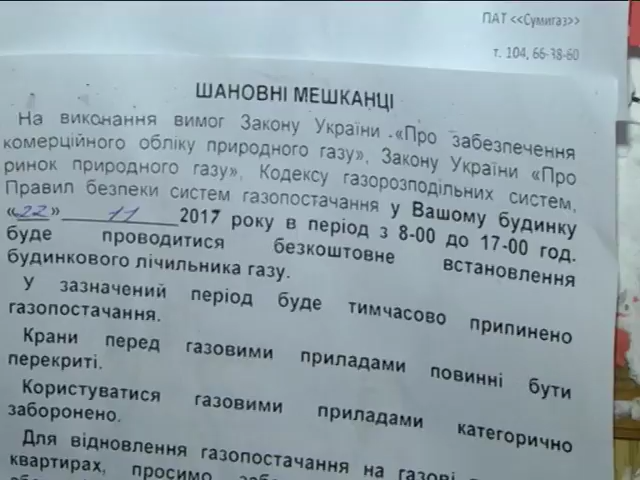 ПАТ <<Сумигаз>>
т. 104, 66-38-60
ШАНОВНІ МЕШКАНЦІ
На виконання вимог Закону України «Про забезпечення
комерційного обліку природного газу», Закону України «Про
ринок природного газу», Кодексу газорозподільних систем,
Правил безпеки систем газопостачання у Вашому будинку
«22» 11 2017 року в період з 8-00 до 17-00 год.
буде проводитися безкоштовне встановлення
будинкового лічильника газу.
У зазначений період буде тимчасово припинено
газопостачання.
Крани перед газовими приладами повинні бути
перекриті.
Користуватися газовими приладами категорично
заборонено.
Для відновлення газопостачання на газові
квартирах, просимо